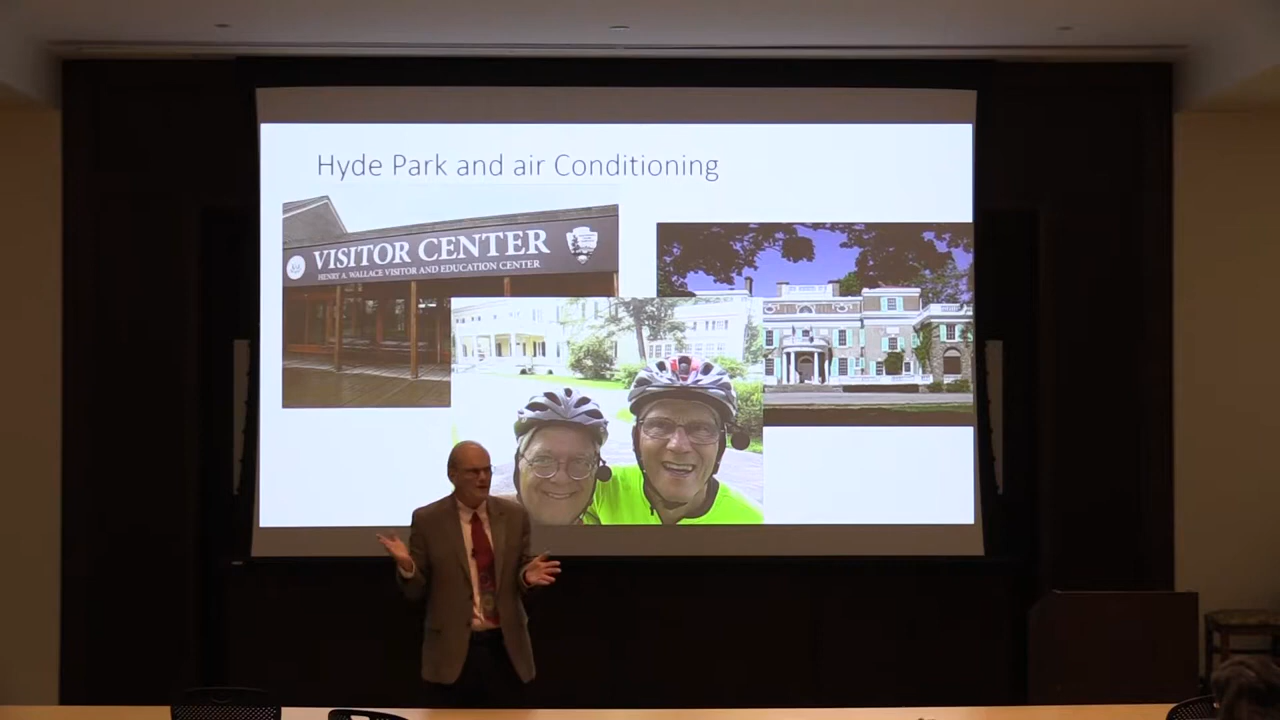 Hyde Park and air Conditioning
VISITOR CENTER
HENRY A. WALLACE VISITOR AND EDUCATION CENTER